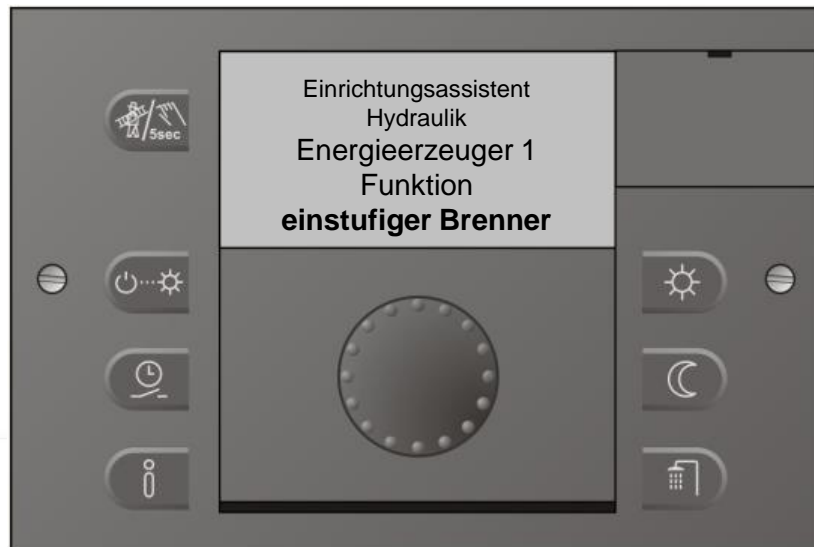 Einrichtungsassistent
Hydraulik
Energieerzeuger 1
Funktion
einstufiger Brenner
5sec